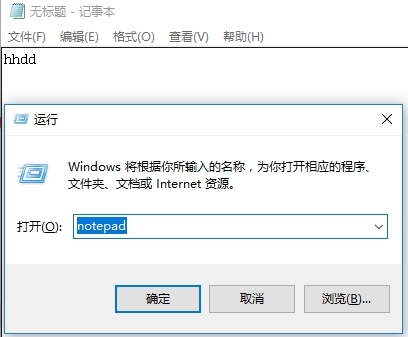 无标题 - 记事本
文件(F) 编辑(E) 格式(O) 查看(V) 帮助(H)
hhdd
运行
Windows 将根据你所输入的名称，为你打开相应的程序、
文件夹、文档或 Internet 资源。
打开(O): notepad
确定 取消 浏览(B)...